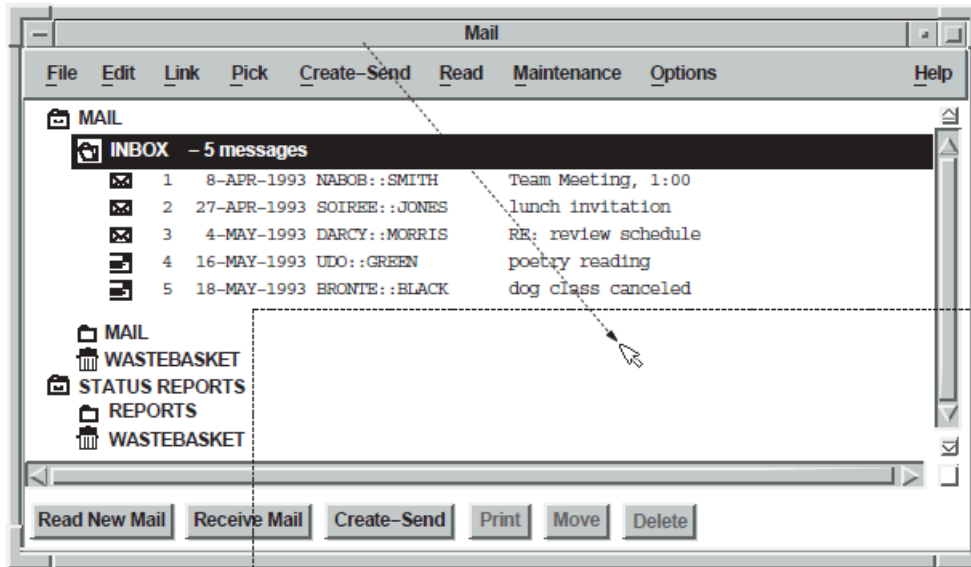 Mail
File Edit Link Pick Create–Send Read Maintenance Options Help
MAIL
INBOX – 5 messages
1 8–APR–1993 NABOB::SMITH Team Meeting, 1:00
2 27–APR–1993 SOIREE::JONES lunch invitation
3 4–MAY–1993 DARCY::MORRIS RE: review schedule
4 16–MAY–1993 UDO::GREEN poetry reading
5 18–MAY–1993 BRONTE::BLACK dog class canceled
MAIL
WASTEBASKET
STATUS REPORTS
REPORTS
WASTEBASKET
Read New Mail Receive Mail Create–Send Print Move Delete